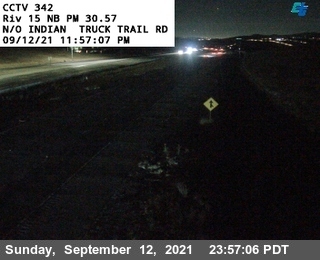 CCTV 342
Riv 15 NB PM 30.57
N/O INDIAN TRUCK TRAIL RD
09/12/21 11:57:07 PM
Sunday, September 12, 2021 23:57:06 PDT